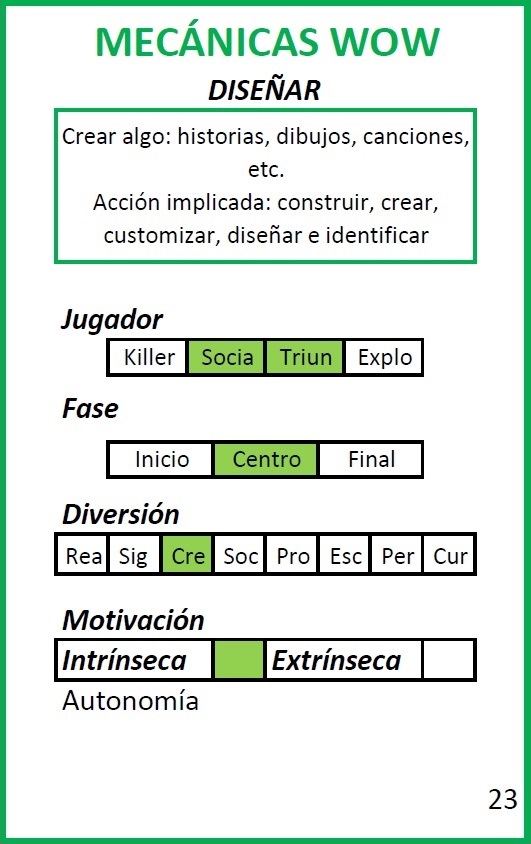 MECÁNICAS WOW
DISEÑAR
Crear algo: historias, dibujos, canciones,
etc.
Acción implicada: construir, crear,
customizar, diseñar e identificar
Jugador
Killer Socia Triun Explo
Fase
Inicio Centro Final
Diversión
Rea Sig Cre Soc Pro Esc Per Cur
Motivación
Intrínseca Extrínseca
Autonomía
23